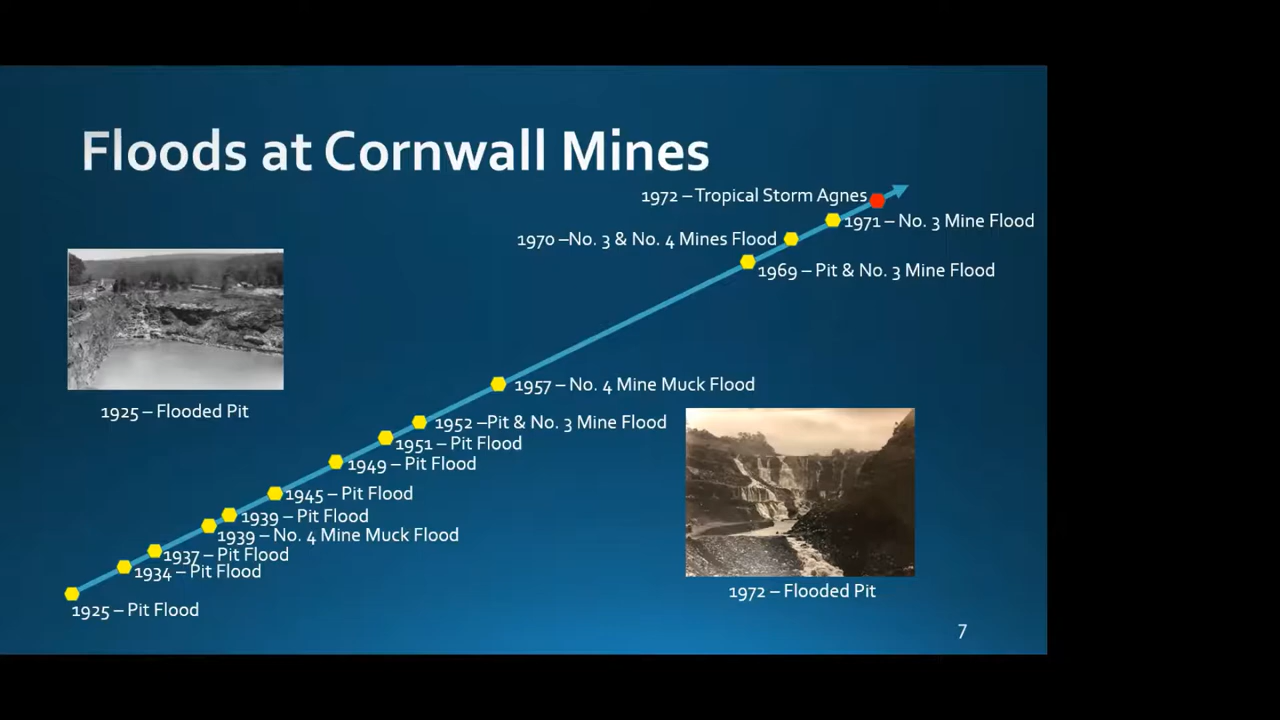 Floods at Cornwall Mines
1972 – Tropical Storm Agnes
1971 – No. 3 Mine Flood
1970 –No. 3 & No. 4 Mines Flood
1969 – Pit & No. 3 Mine Flood
1957 – No. 4 Mine Muck Flood
1925 – Flooded Pit
1952 –Pit & No. 3 Mine Flood
1951 – Pit Flood
1949 – Pit Flood
1945 – Pit Flood
1939 – Pit Flood
1939 – No. 4 Mine Muck Flood
1937 – Pit Flood
1934 – Pit Flood
1972 – Flooded Pit
1925 – Pit Flood
7